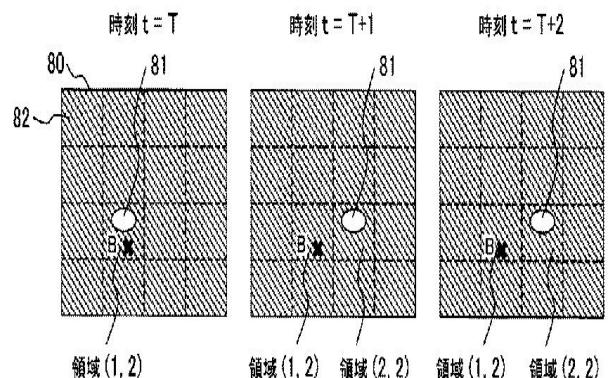 時刻 t = T
時刻 t = T+1
時刻 t = T+2
80
81
81
81
82
B
B
B
領域(1,2)
領域(1,2)
領域(2,2)
領域(1,2)
領域(2,2)